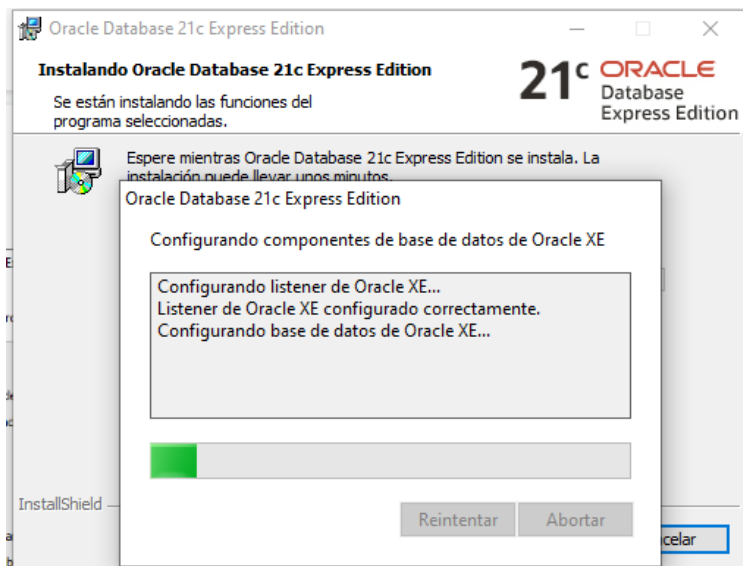 Oracle Database 21c Express Edition
Instalando Oracle Database 21c Express Edition
Se están instalando las funciones del
programa seleccionadas.
21c ORACLE
Database
Express Edition
Espere mientras Oracle Database 21c Express Edition se instala. La
instalación puede llevar unos minutos.
Oracle Database 21c Express Edition
Configurando componentes de base de datos de Oracle XE
Configurando listener de Oracle XE...
Listener de Oracle XE configurado correctamente.
Configurando base de datos de Oracle XE...
InstallShield
Reintentar
Abortar
celar